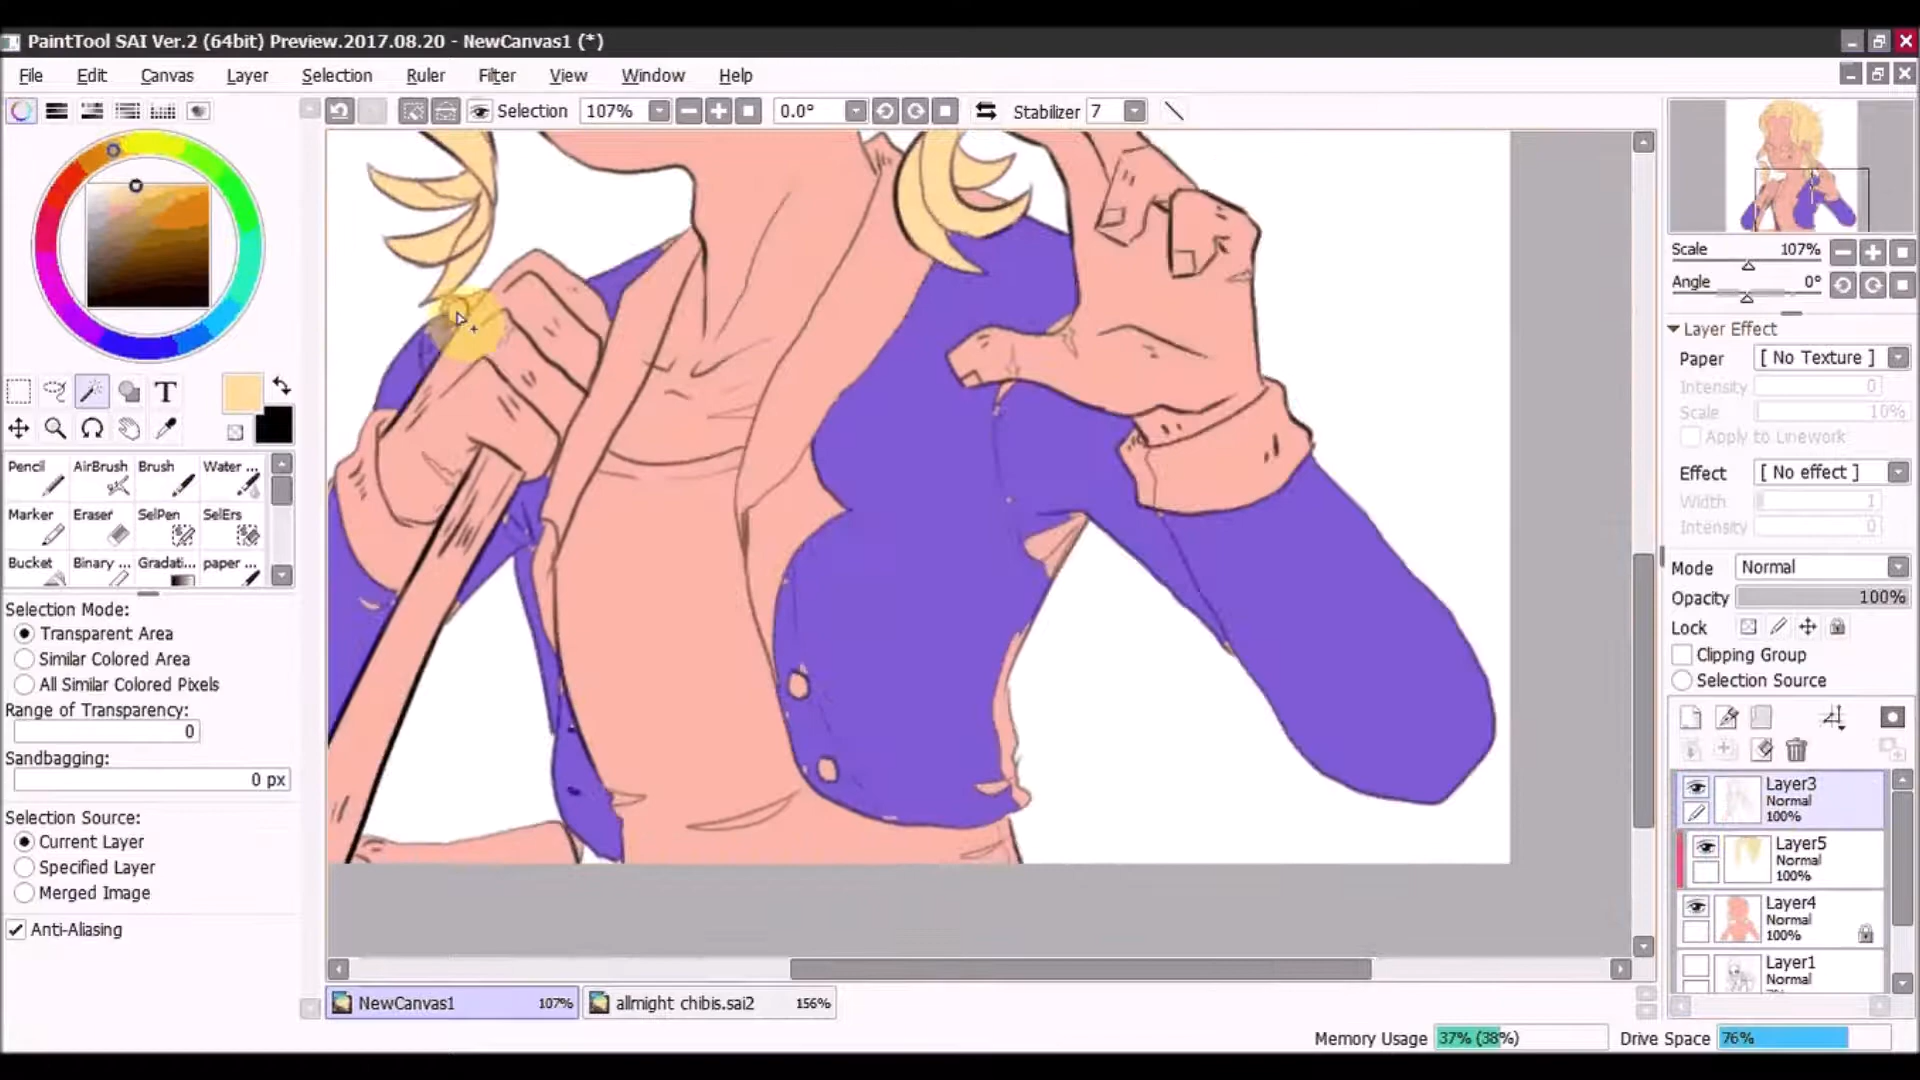 PaintTool SAI Ver.2 (64bit) Preview.2017.08.20 - NewCanvas1 (*)
File Edit Canvas Layer Selection Ruler Filter View Window Help
Selection 107% 0.0° Stabilizer 7
Scale 107%
Angle 0°
Layer Effect
Paper [ No Texture ]
Intensity 0
Scale 10%
Apply to Linework
Effect [ No effect ]
Width 1
Intensity 0
Mode Normal
Opacity 100%
Lock
Clipping Group
Selection Source
Layer3
Normal
100%
Layer5
Normal
100%
Layer4
Normal
100%
Layer1
Normal
T
Pencil AirBrush Brush Water ...
Marker Eraser SelPen SelErs
Bucket Binary ... Gradati... paper ...
Selection Mode:
Transparent Area
Similar Colored Area
All Similar Colored Pixels
Range of Transparency:
0
Sandbagging:
0 px
Selection Source:
Current Layer
Specified Layer
Merged Image
Anti-Aliasing
NewCanvas1 107% allmight chibis.sai2 156%
Memory Usage 37% (38%) Drive Space 76%